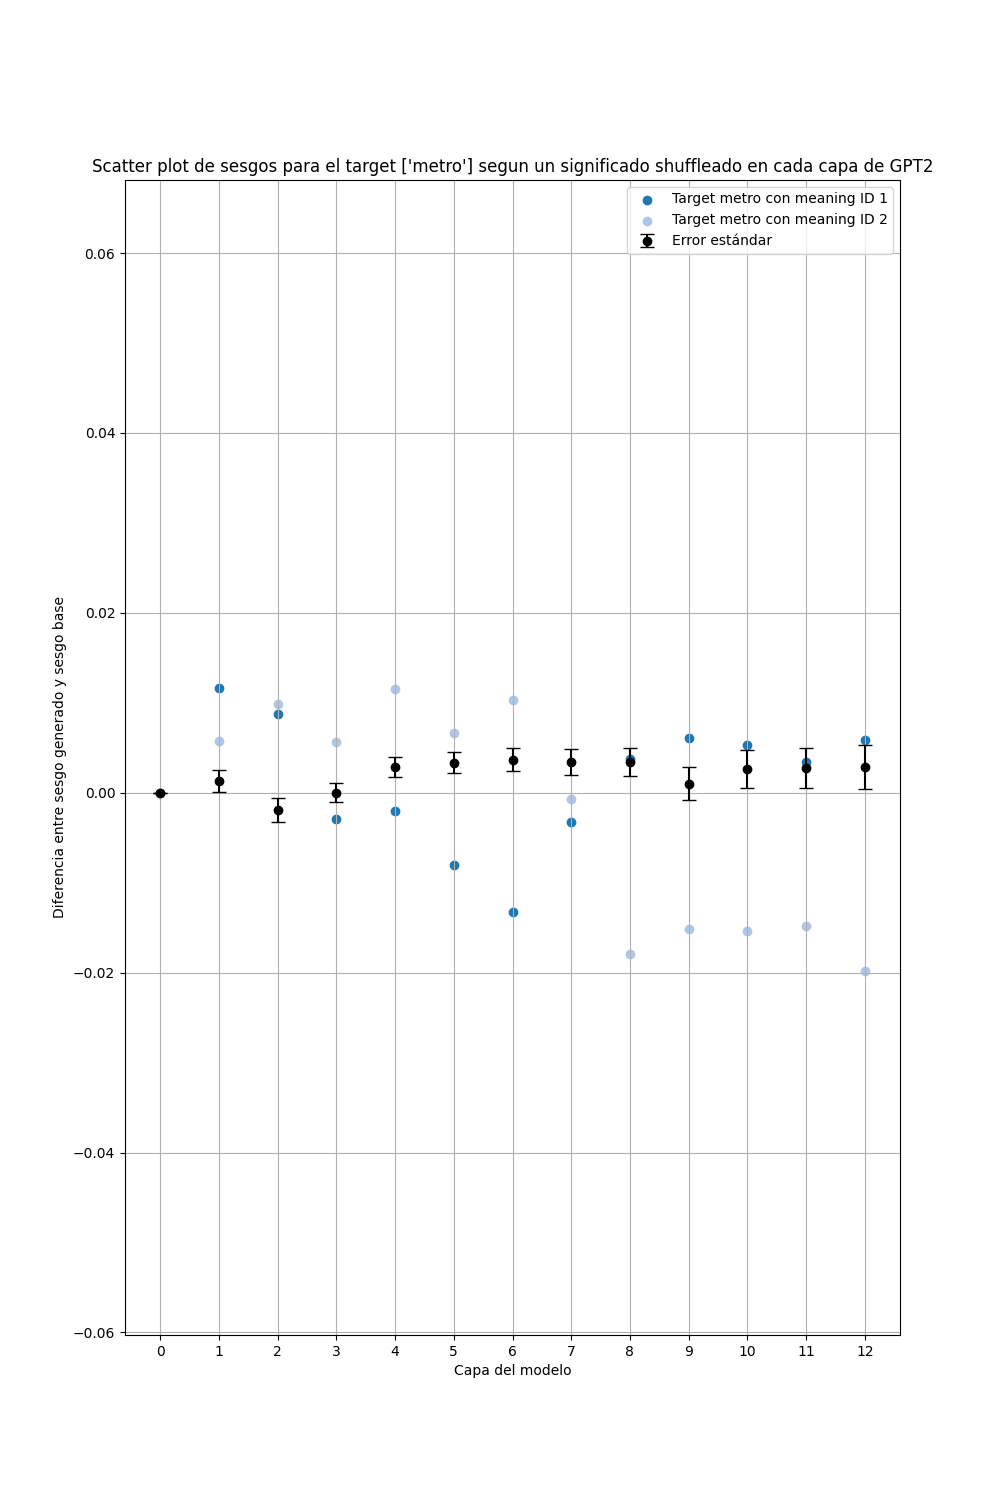 Scatter plot de sesgos para el target ['metro'] segun un significado shuffleado en cada capa de GPT2
Target metro con meaning ID 1
Target metro con meaning ID 2
Error estándar
Diferencia entre sesgo generado y sesgo base
0.06
0.04
0.02
0.00
−0.02
−0.04
−0.06
0 1 2 3 4 5 6 7 8 9 10 11 12
Capa del modelo